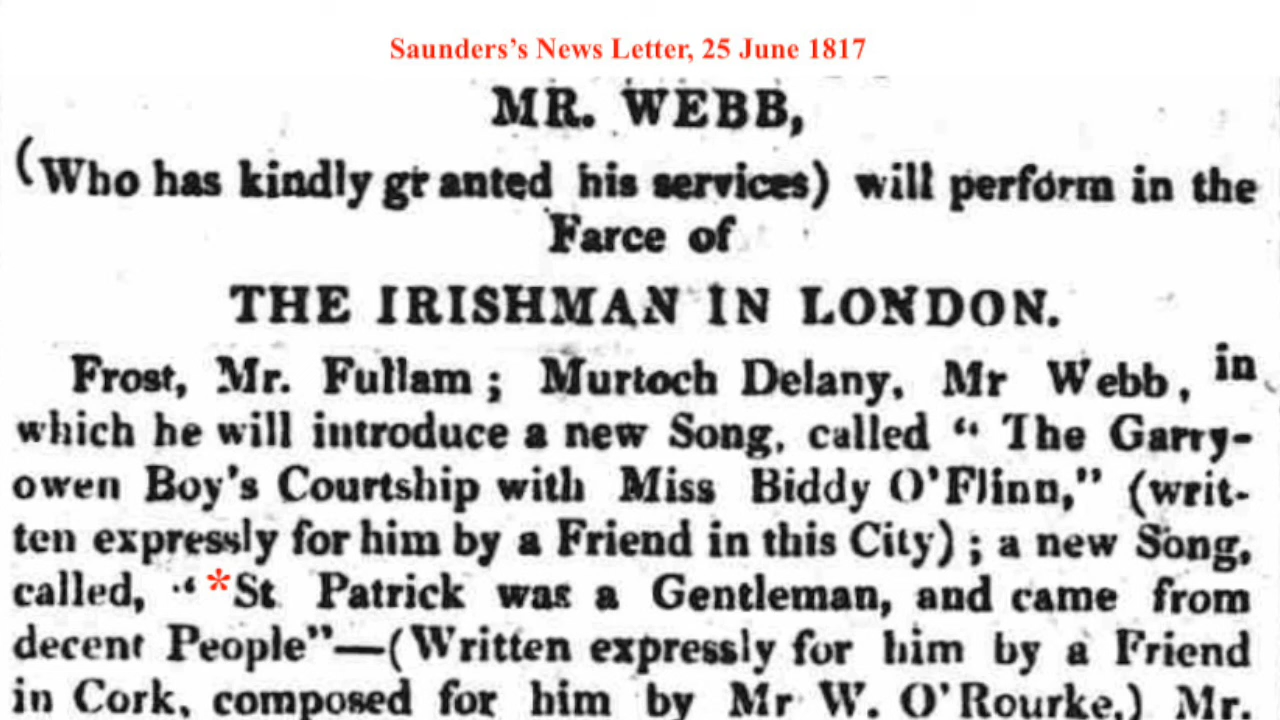 Saunders’s News Letter, 25 June 1817
MR. WEBB,
(Who has kindly gr anted his services) will perform in the
Farce of
THE IRISHMAN IN LONDON.
Frost, Mr. Fullam ; Murtoch Delany, Mr Webb, in
which he will introduce a new Song, called “ The Garry-
owen Boy's Courtship with Miss Biddy O'Flinn,” (writ-
ten expressly for him by a Friend in this City) ; a new Song,
called, “ *St Patrick was a Gentleman, and came from
decent People”—(Written expressly for him by a Friend
in Cork, composed for him by Mr W. O'Rourke,) Mr.